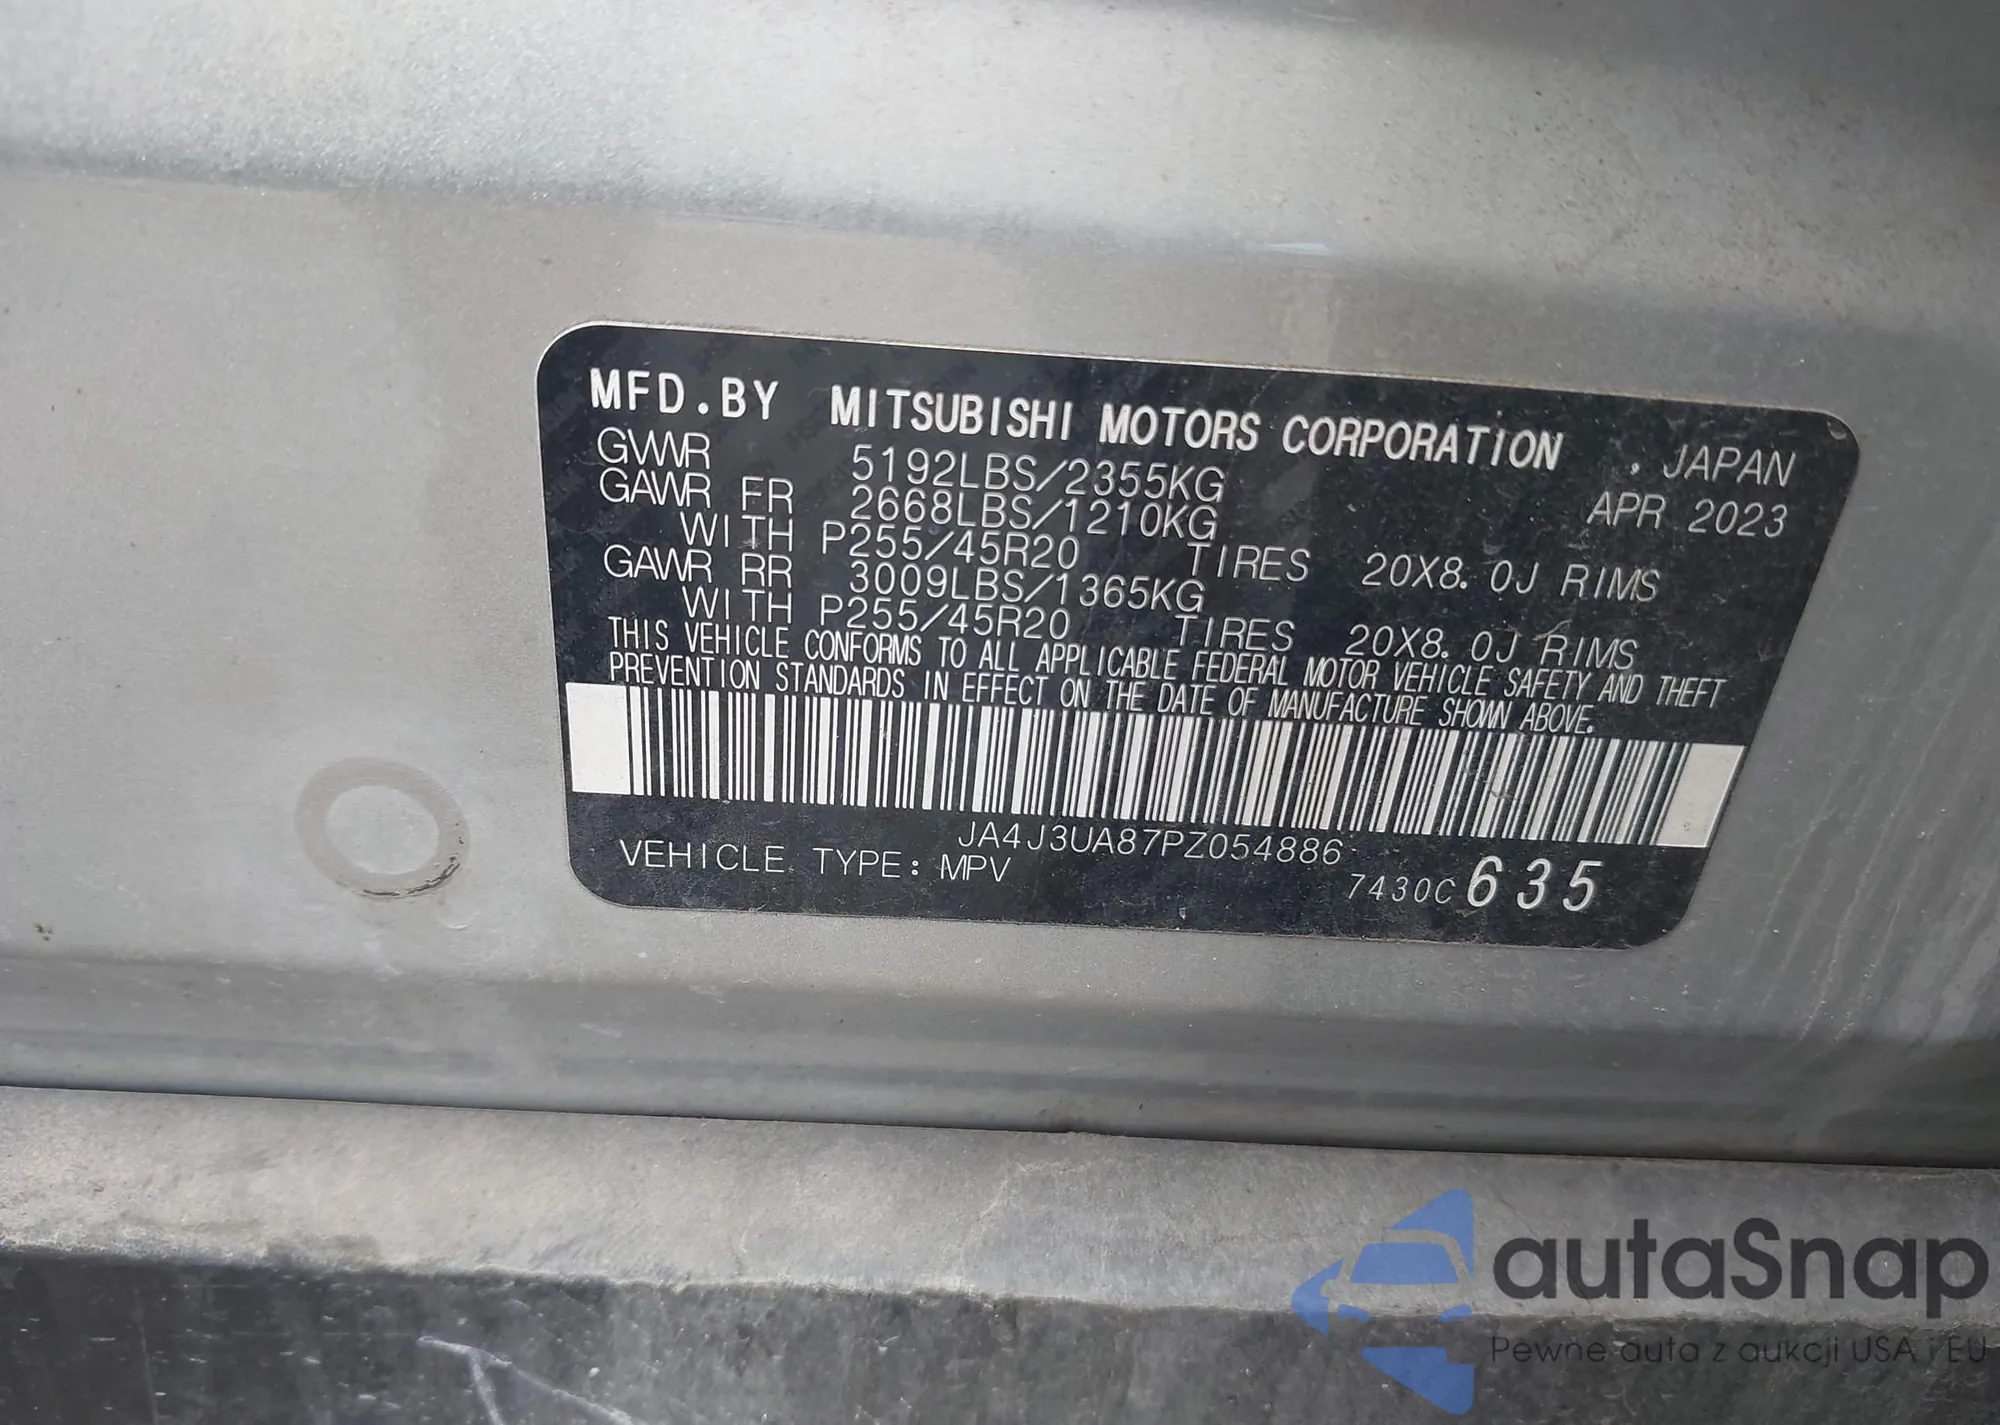 MFD.BY MITSUBISHI MOTORS CORPORATION , JAPAN
GVWR 5192LBS/2355KG APR 2023
GAWR FR 2668LBS/1210KG
WITH P255/45R20 TIRES 20X8.0J RIMS
GAWR RR 3009LBS/1365KG
WITH P255/45R20 TIRES 20X8.0J RIMS
THIS VEHICLE CONFORMS TO ALL APPLICABLE FEDERAL MOTOR VEHICLE SAFETY AND THEFT
PREVENTION STANDARDS IN EFFECT ON THE DATE OF MANUFACTURE SHOWN ABOVE.
JA4J3UA87PZ054886
VEHICLE TYPE: MPV 7430C 635
autaSnap
Pewne auta z aukcji USA i EU